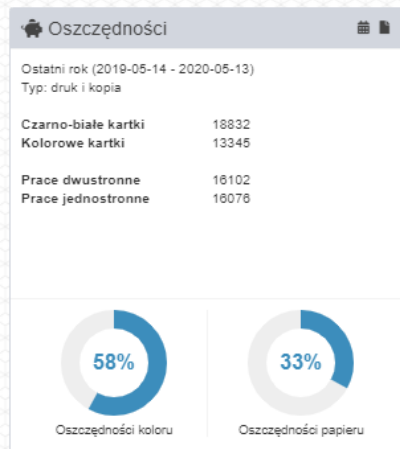 Oszczędności
Ostatni rok (2019-05-14 - 2020-05-13)
Typ: druk i kopia
Czarno-białe kartki 18832
Kolorowe kartki 13345
Prace dwustronne 16102
Prace jednostronne 16076
58% 33%
Oszczędności koloru Oszczędności papieru